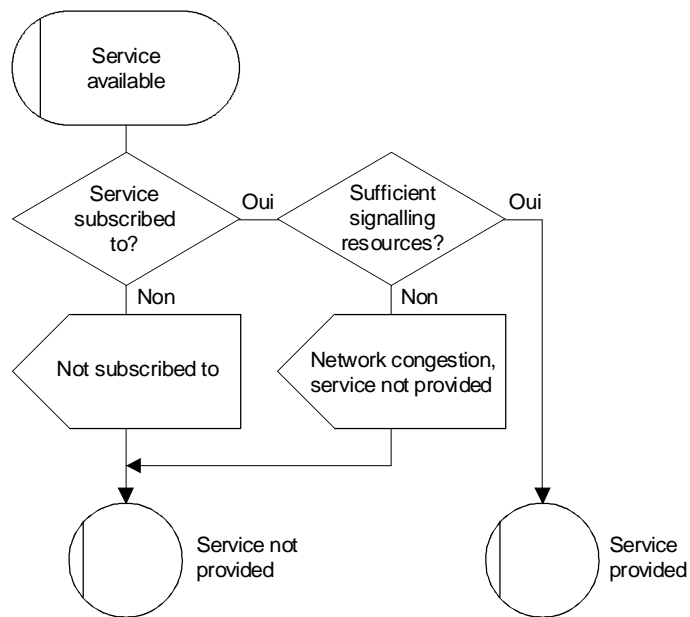 Service
available
Service
subscribed
to?
Oui
Sufficient
signalling
resources?
Oui
Non
Non
Not subscribed to
Network congestion,
service not provided
Service not
provided
Service
provided